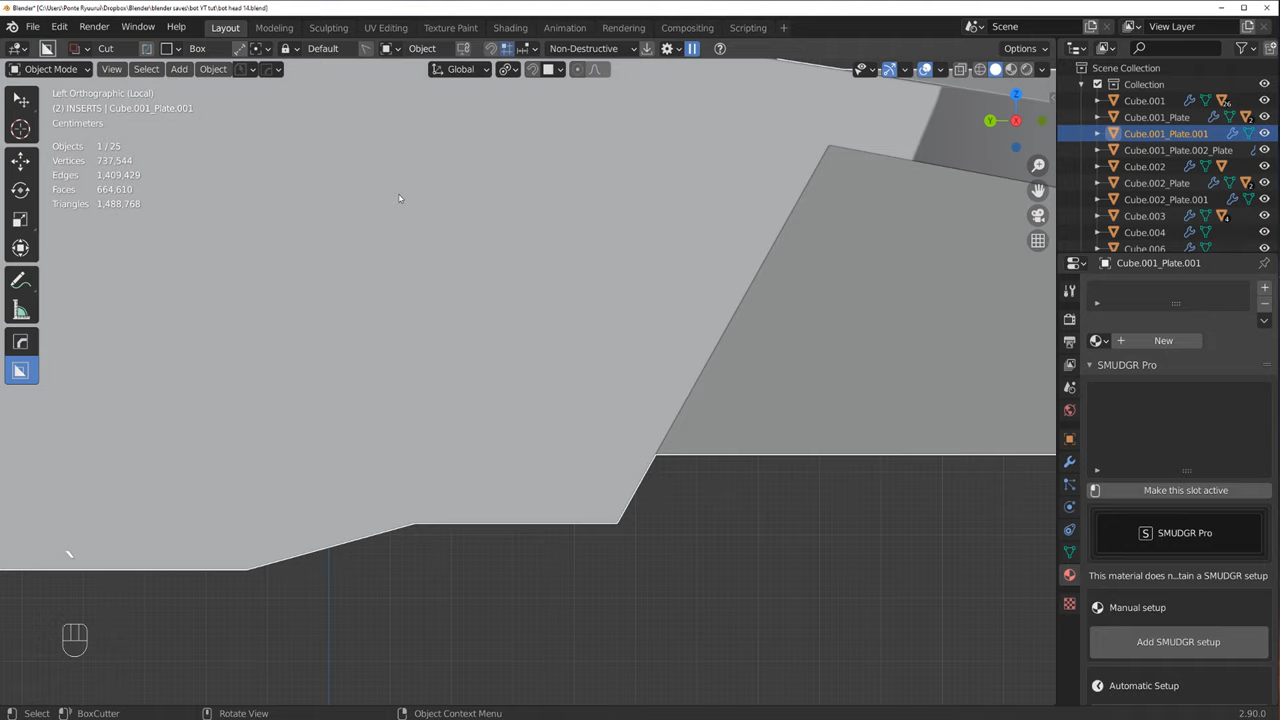 Blender* [C:\Users\Ponte Ryuurui\Dropbox\Blender\blender saves\bot YT tut\bot head 14.blend]
File Edit Render Window Help Layout Modeling Sculpting UV Editing Texture Paint Shading Animation Rendering Compositing Scripting + Scene View Layer
Cut Box Default Object Non-Destructive Options
Object Mode View Select Add Object Global
Left Orthographic (Local)
(2) INSERTS | Cube.001_Plate.001
Centimeters
Objects 1 / 25
Vertices 737,544
Edges 1,409,429
Faces 664,610
Triangles 1,488,768
Z
Y X
Scene Collection
Collection
Cube.001 26
Cube.001_Plate 2
Cube.001_Plate.001
Cube.001_Plate.002_Plate
Cube.002
Cube.002_Plate 2
Cube.002_Plate.001
Cube.003 4
Cube.004
Cube.006
Cube.001_Plate.001
+ New
SMUDGR Pro
Make this slot active
S SMUDGR Pro
This material does n...tain a SMUDGR setup
Manual setup
Add SMUDGR setup
Automatic Setup
Select BoxCutter Rotate View Object Context Menu 2.90.0